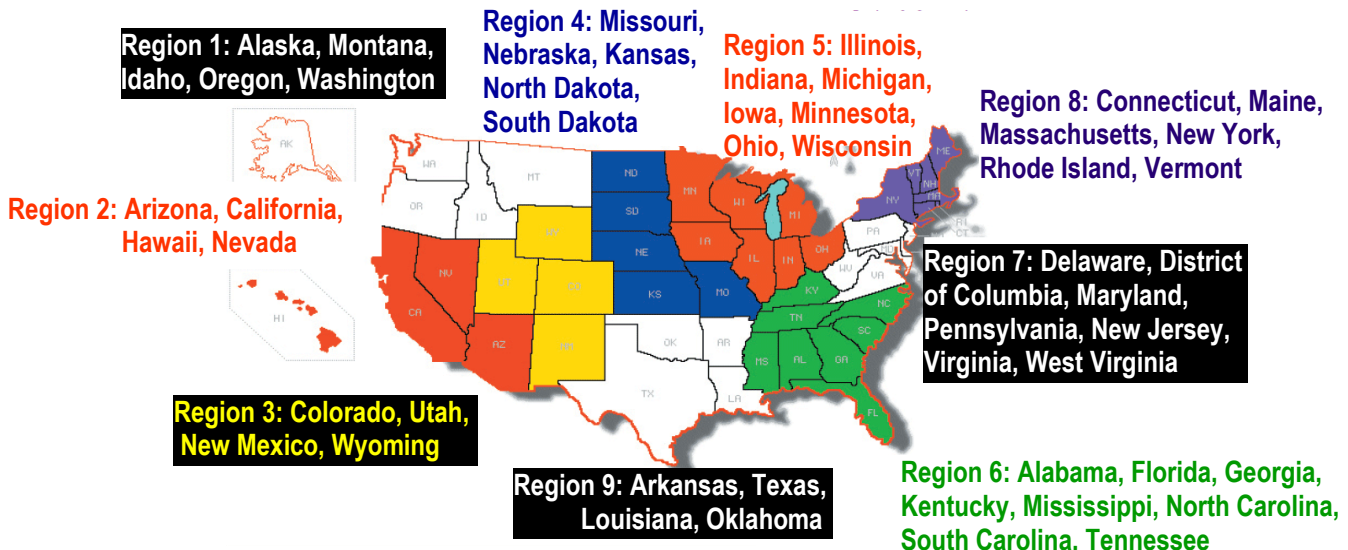 Region 1: Alaska, Montana,
Idaho, Oregon, Washington
Region 4: Missouri,
Nebraska, Kansas,
North Dakota,
South Dakota
Region 5: Illinois,
Indiana, Michigan,
Iowa, Minnesota,
Ohio, Wisconsin
Region 8: Connecticut, Maine,
Massachusetts, New York,
Rhode Island, Vermont
Region 2: Arizona, California,
Hawaii, Nevada
Region 7: Delaware, District
of Columbia, Maryland,
Pennsylvania, New Jersey,
Virginia, West Virginia
Region 3: Colorado, Utah,
New Mexico, Wyoming
Region 9: Arkansas, Texas,
Louisiana, Oklahoma
Region 6: Alabama, Florida, Georgia,
Kentucky, Mississippi, North Carolina,
South Carolina, Tennessee
AK
HI
WA
OR
ID
MT
WY
CA
NV
UT
CO
AZ
NM
ND
SD
NE
KS
MO
OK
TX
AR
LA
MN
IA
WI
IL
MI
IN
OH
KY
TN
MS
AL
GA
FL
SC
NC
VA
WV
MD
PA
NY
VT
NH
MA
ME
RI
CT